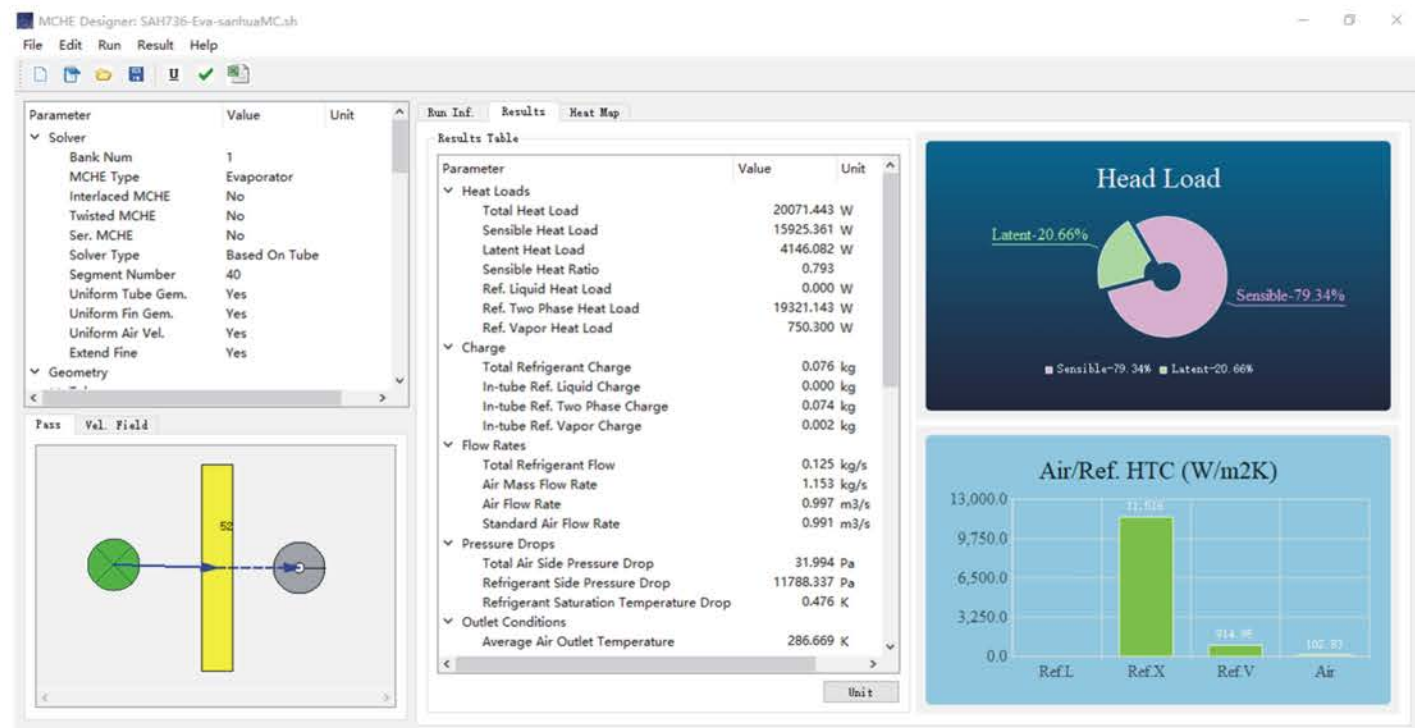 MCHE Designer: SAH736-Eva-sanhuaMC.sh
File Edit Run Result Help
U
Parameter Value Unit
Solver
Bank Num 1
MCHE Type Evaporator
Interlaced MCHE No
Twisted MCHE No
Ser. MCHE No
Solver Type Based On Tube
Segment Number 40
Uniform Tube Gem. Yes
Uniform Fin Gem. Yes
Uniform Air Vel. Yes
Extend Fine Yes
Geometry
Pass Vel. Field
52
Run Inf. Results Heat Map
Results Table
Parameter Value Unit
Heat Loads
Total Heat Load 20071.443 W
Sensible Heat Load 15925.361 W
Latent Heat Load 4146.082 W
Sensible Heat Ratio 0.793
Ref. Liquid Heat Load 0.000 W
Ref. Two Phase Heat Load 19321.143 W
Ref. Vapor Heat Load 750.300 W
Charge
Total Refrigerant Charge 0.076 kg
In-tube Ref. Liquid Charge 0.000 kg
In-tube Ref. Two Phase Charge 0.074 kg
In-tube Ref. Vapor Charge 0.002 kg
Flow Rates
Total Refrigerant Flow 0.125 kg/s
Air Mass Flow Rate 1.153 kg/s
Air Flow Rate 0.997 m3/s
Standard Air Flow Rate 0.991 m3/s
Pressure Drops
Total Air Side Pressure Drop 31.994 Pa
Refrigerant Side Pressure Drop 11788.337 Pa
Refrigerant Saturation Temperature Drop 0.476 K
Outlet Conditions
Average Air Outlet Temperature 286.669 K
Unit
Head Load
Latent-20.66%
Sensible-79.34%
Sensible-79.34% Latent-20.66%
Air/Ref. HTC (W/m2K)
13,000.0
9,750.0
6,500.0
3,250.0
0.0
Ref.L Ref.X Ref.V Air